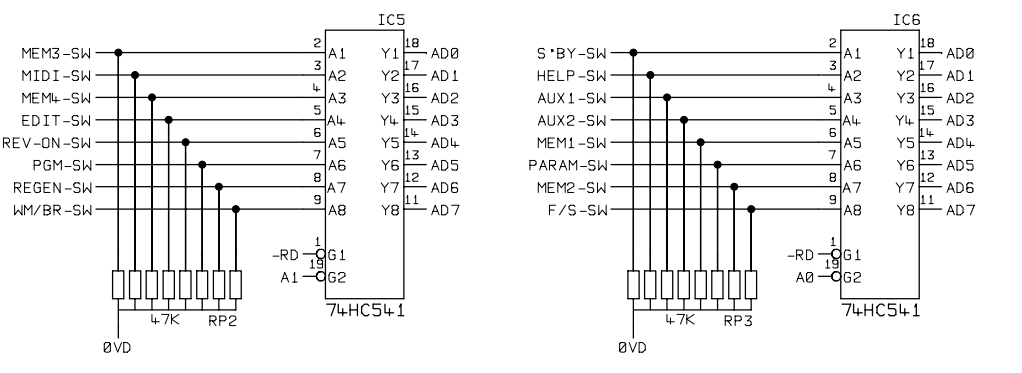 IC5 IC6
MEM3-SW 2 A1 Y1 18 AD0 S'BY-SW 2 A1 Y1 18 AD0
MIDI-SW 3 A2 Y2 17 AD1 HELP-SW 3 A2 Y2 17 AD1
MEM4-SW 4 A3 Y3 16 AD2 AUX1-SW 4 A3 Y3 16 AD2
EDIT-SW 5 A4 Y4 15 AD3 AUX2-SW 5 A4 Y4 15 AD3
REV-ON-SW 6 A5 Y5 14 AD4 MEM1-SW 6 A5 Y5 14 AD4
PGM-SW 7 A6 Y6 13 AD5 PARAM-SW 7 A6 Y6 13 AD5
REGEN-SW 8 A7 Y7 12 AD6 MEM2-SW 8 A7 Y7 12 AD6
WM/BR-SW 9 A8 Y8 11 AD7 F/S-SW 9 A8 Y8 11 AD7
-RD 1 G1 -RD 1 G1
A1 19 G2 A0 19 G2
74HC541 74HC541
47K RP2 47K RP3
0VD 0VD